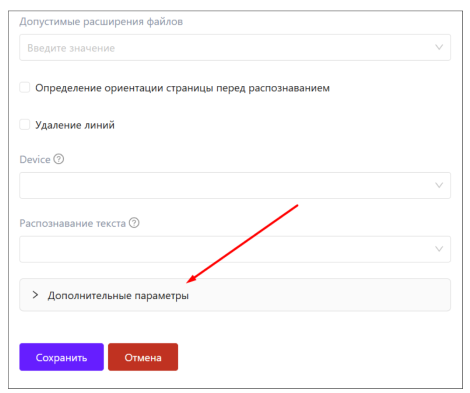 Допустимые расширения файлов
Введите значение
Определение ориентации страницы перед распознаванием
Удаление линий
Device
Распознавание текста
Дополнительные параметры
Сохранить Отмена